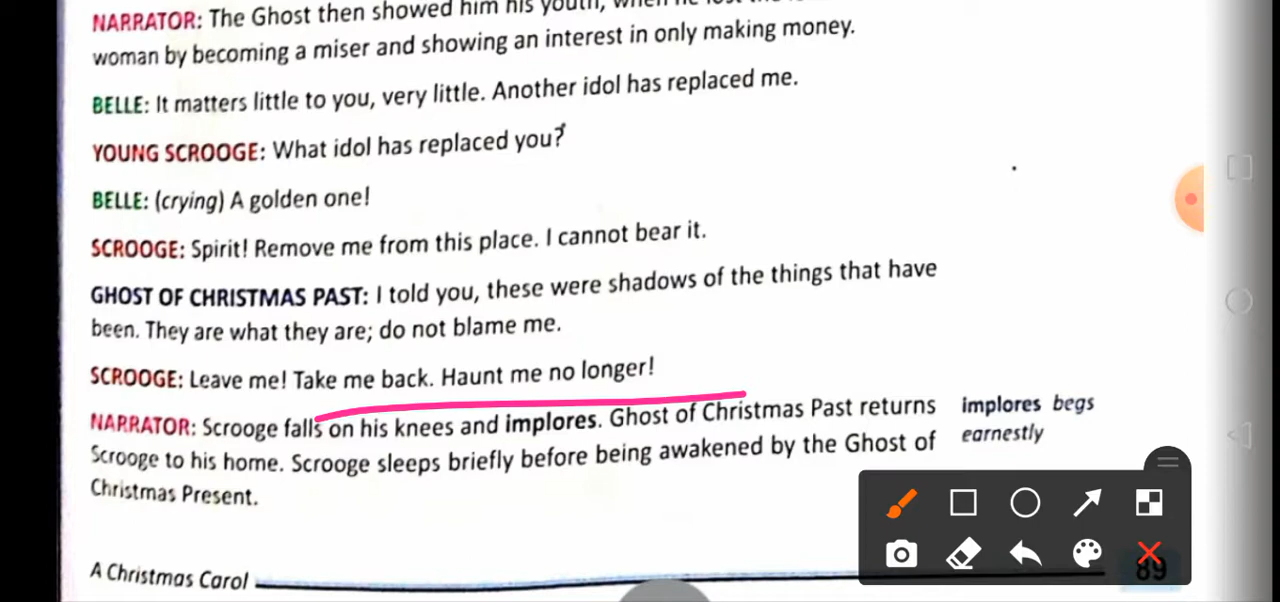 NARRATOR: The Ghost then showed him his youth, when he lost the
woman by becoming a miser and showing an interest in only making money.
BELLE: It matters little to you, very little. Another idol has replaced me.
YOUNG SCROOGE: What idol has replaced you?
BELLE: (crying) A golden one!
SCROOGE: Spirit! Remove me from this place. I cannot bear it.
GHOST OF CHRISTMAS PAST: I told you, these were shadows of the things that have
been. They are what they are; do not blame me.
SCROOGE: Leave me! Take me back. Haunt me no longer!
NARRATOR: Scrooge falls on his knees and implores. Ghost of Christmas Past returns
Scrooge to his home. Scrooge sleeps briefly before being awakened by the Ghost of
Christmas Present.
implores begs
earnestly
A Christmas Carol
89